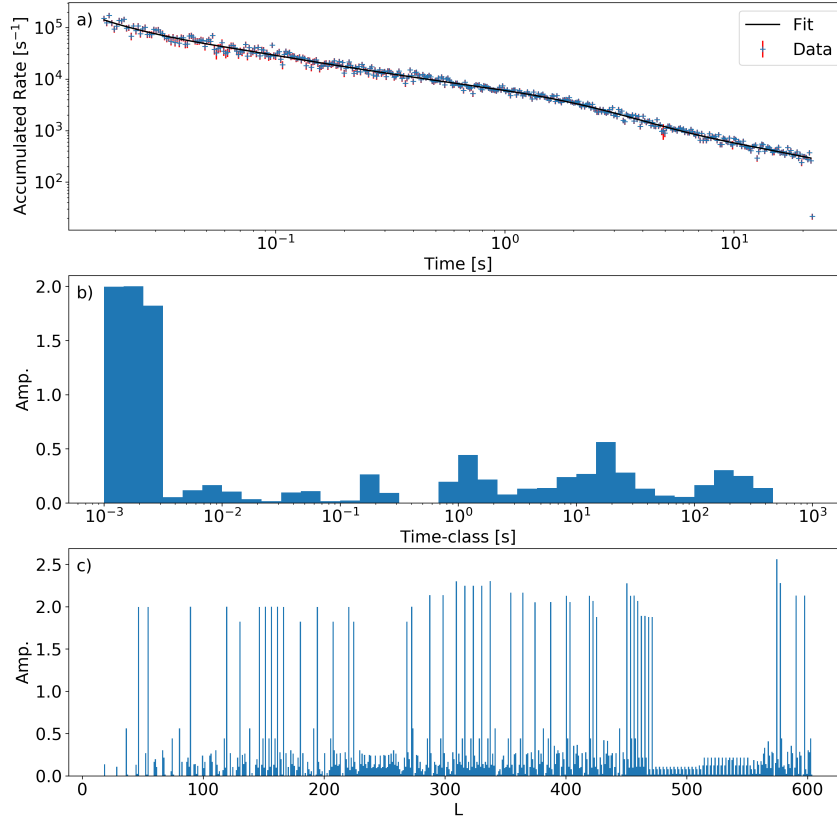 a)
Fit
Data
Accumulated Rate [s⁻¹]
10⁵
10⁴
10³
10²
10⁻¹
10⁰
10¹
Time [s]
b)
Amp.
2.0
1.5
1.0
0.5
0.0
10⁻³
10⁻²
10⁻¹
10⁰
10¹
10²
10³
Time-class [s]
c)
Amp.
2.5
2.0
1.5
1.0
0.5
0.0
0
100
200
300
400
500
600
L